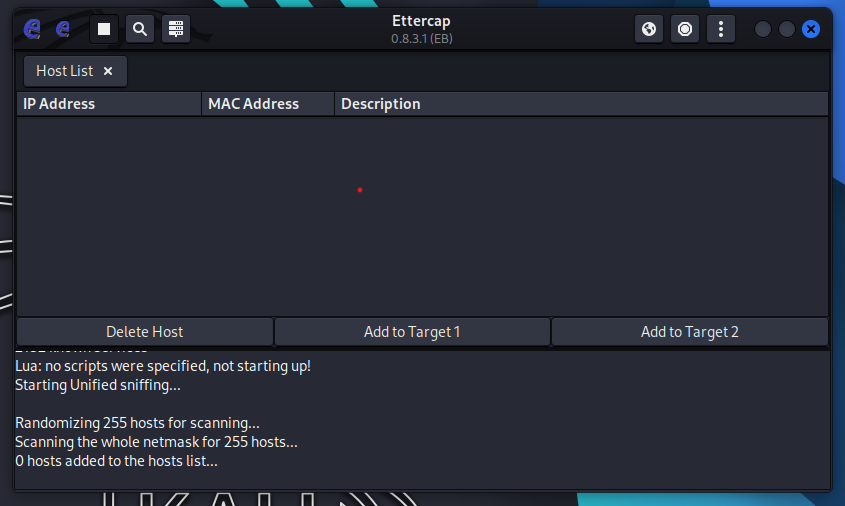 Ettercap
0.8.3.1 (EB)
Host List
IP Address MAC Address Description
Delete Host Add to Target 1 Add to Target 2
Lua: no scripts were specified, not starting up!
Starting Unified sniffing...
Randomizing 255 hosts for scanning...
Scanning the whole netmask for 255 hosts...
0 hosts added to the hosts list...